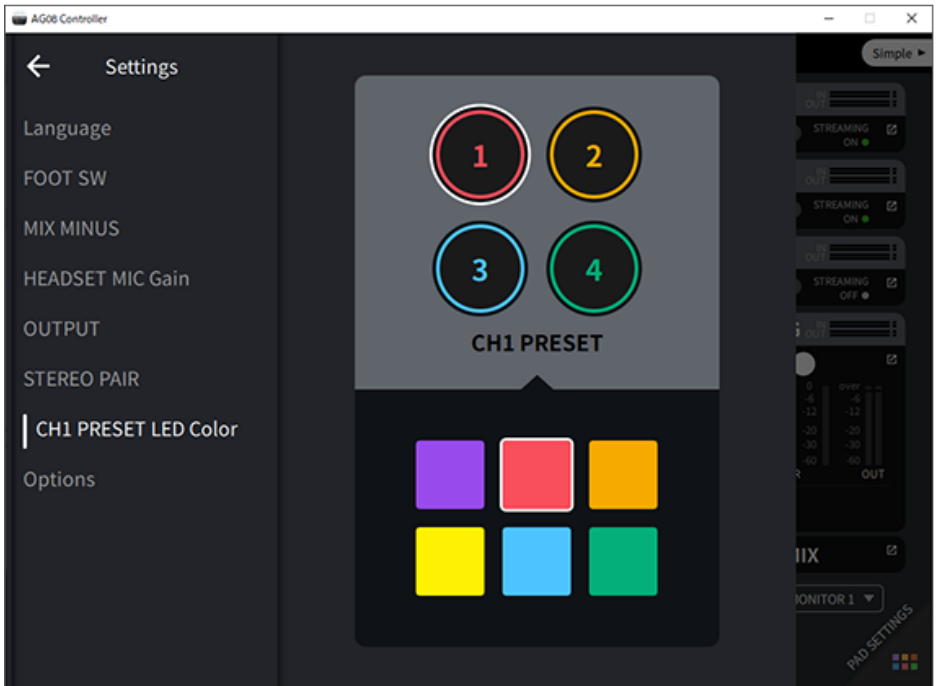 AG08 Controller
Settings
Simple
Language
FOOT SW
MIX MINUS
HEADSET MIC Gain
OUTPUT
STEREO PAIR
CH1 PRESET LED Color
Options
1
2
3
4
CH1 PRESET
IN
OUT
STREAMING
ON
IN
OUT
STREAMING
ON
IN
OUT
STREAMING
OFF
G IN
OUT
0 over
-6 -6
-12 -12
-20 -20
-30 -30
-60 -60
R OUT
MIX
MONITOR 1
PAD SETTINGS